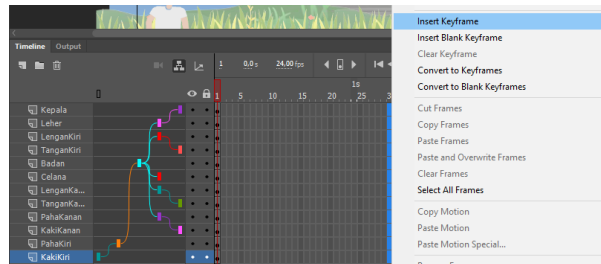 Timeline Output
1 0,0 s 24,00 fps
1s
1 5 10 15 20 25 3
Kepala
Leher
LenganKiri
TanganKiri
Badan
Celana
LenganKa...
TanganKa...
PahaKanan
KakiKanan
PahaKiri
KakiKiri
Insert Keyframe
Insert Blank Keyframe
Clear Keyframe
Convert to Keyframes
Convert to Blank Keyframes
Cut Frames
Copy Frames
Paste Frames
Paste and Overwrite Frames
Clear Frames
Select All Frames
Copy Motion
Paste Motion
Paste Motion Special...